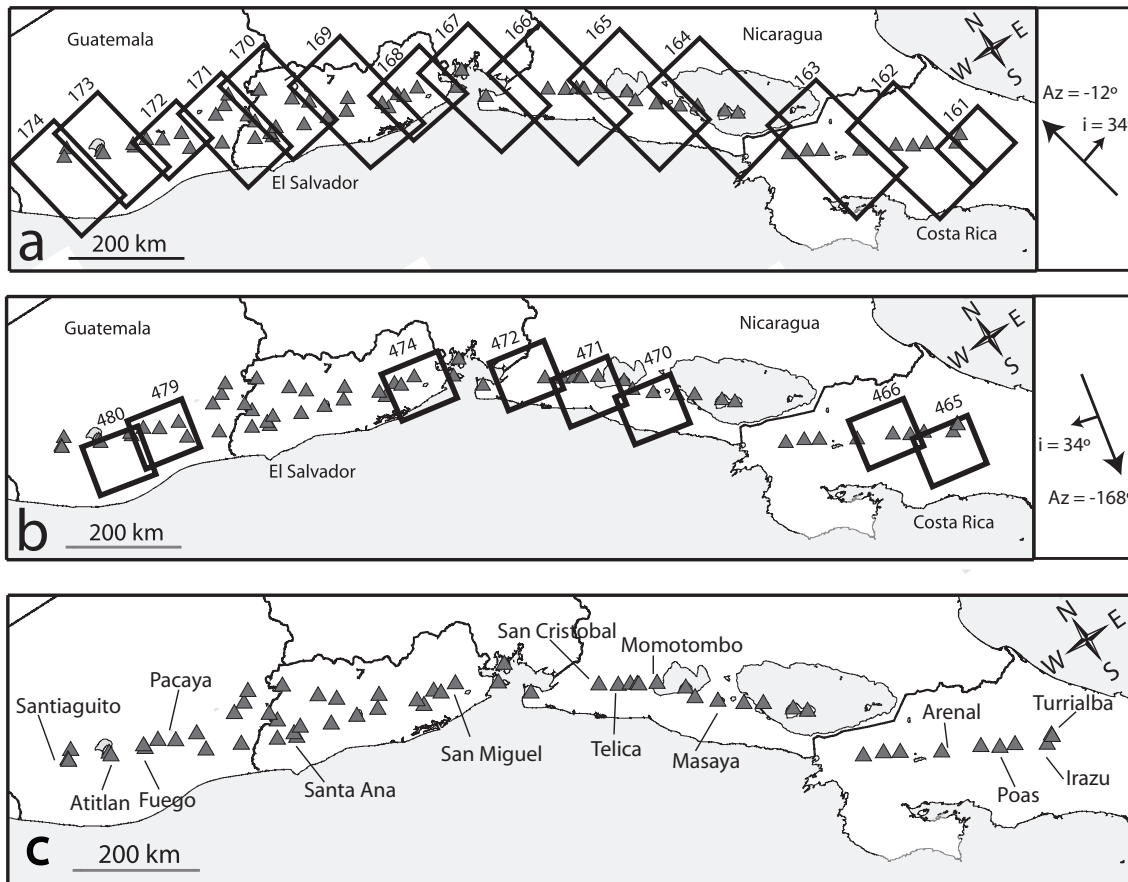 Guatemala
Nicaragua
El Salvador
Costa Rica
174
173
172
171
170
169
168
167
166
165
164
163
162
161
a
200 km
N
E
W
S
Az = -12º
i = 34
Guatemala
Nicaragua
El Salvador
Costa Rica
480
479
474
472
471
470
466
465
b
200 km
N
E
W
S
i = 34º
Az = -168º
San Cristobal
Momotombo
Pacaya
Santiaguito
Turrialba
Arenal
San Miguel
Telica
Masaya
Irazu
Santa Ana
Poas
Atitlan
Fuego
c
200 km
N
E
W
S